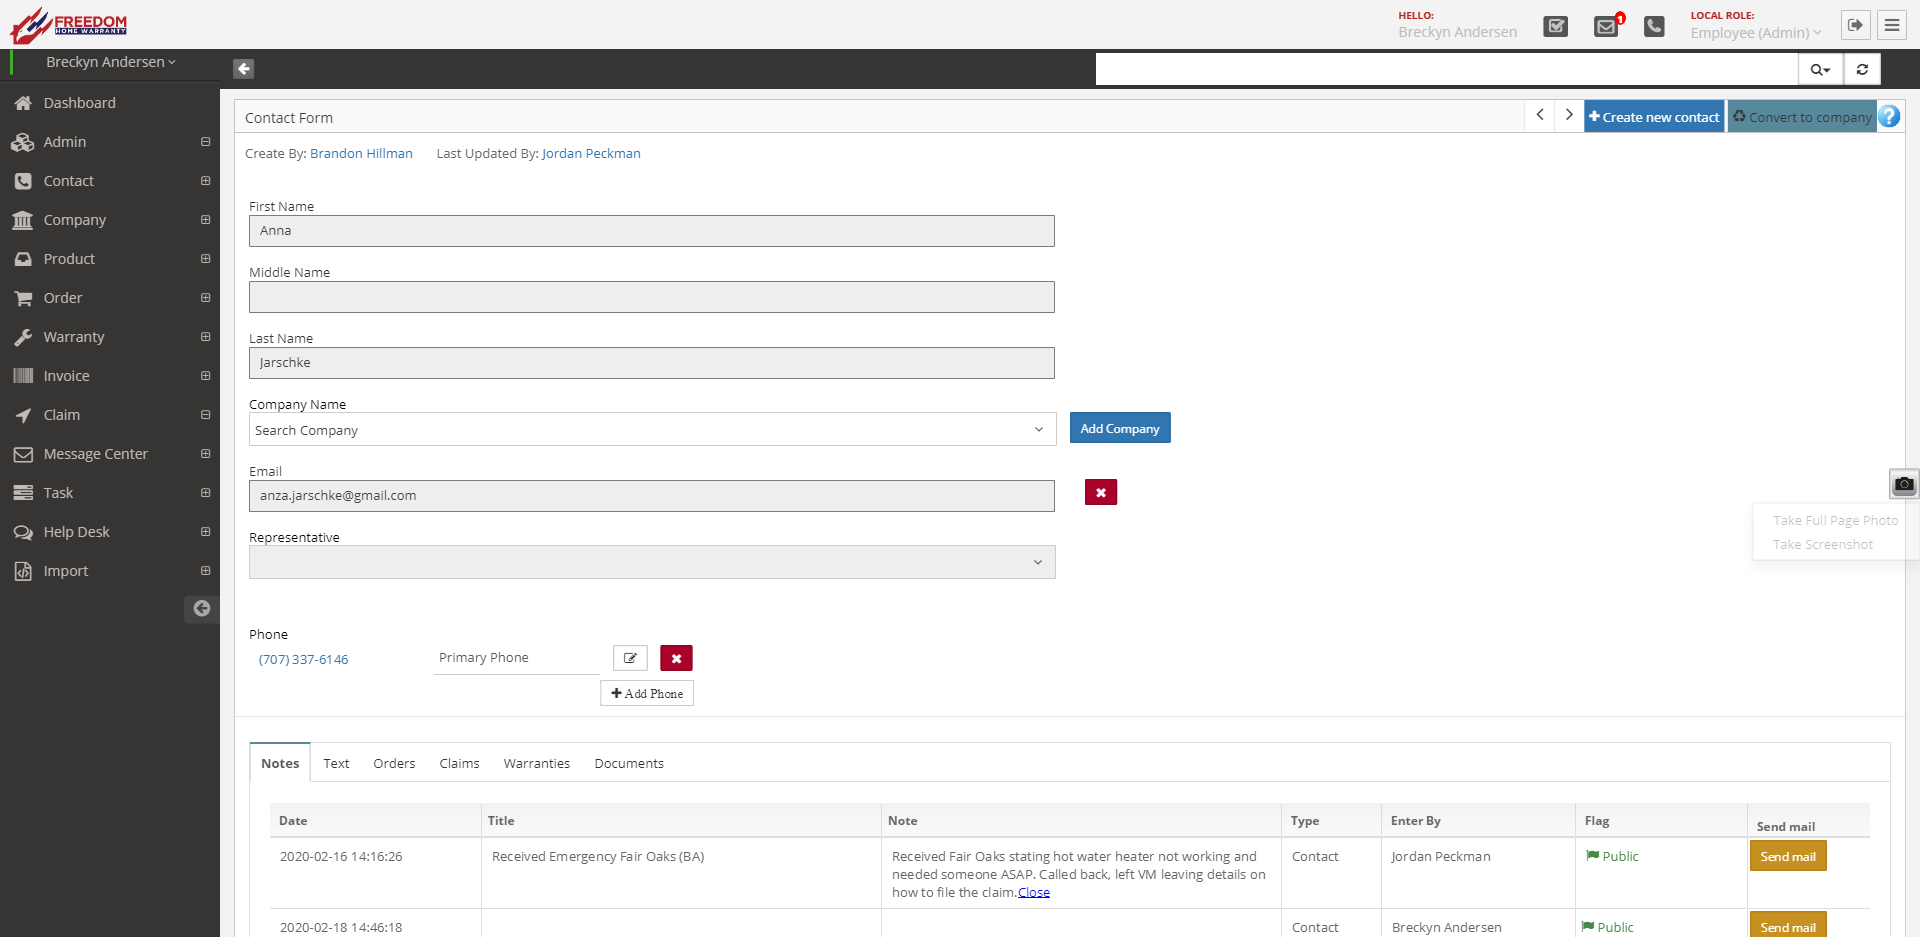 FREEDOM
HOME WARRANTY
HELLO:
Breckyn Andersen
1
LOCAL ROLE:
Employee (Admin)
Breckyn Andersen
Dashboard
Admin
Contact
Company
Product
Order
Warranty
Invoice
Claim
Message Center
Task
Help Desk
Import
Contact Form
Create new contact
Convert to company
?
Create By: Brandon Hillman Last Updated By: Jordan Peckman
First Name
Anna
Middle Name
Last Name
Jarschke
Company Name
Search Company
Add Company
Email
anza.jarschke@gmail.com
Representative
Take Full Page Photo
Take Screenshot
Phone
(707) 337-6146 Primary Phone
Add Phone
Notes Text Orders Claims Warranties Documents
Date Title Note Type Enter By Flag Send mail
2020-02-16 14:16:26 Received Emergency Fair Oaks (BA) Received Fair Oaks stating hot water heater not working and Contact Jordan Peckman Public Send mail
needed someone ASAP. Called back, left VM leaving details on
how to file the claim.Close
2020-02-18 14:46:18 Contact Breckyn Andersen Public Send mail